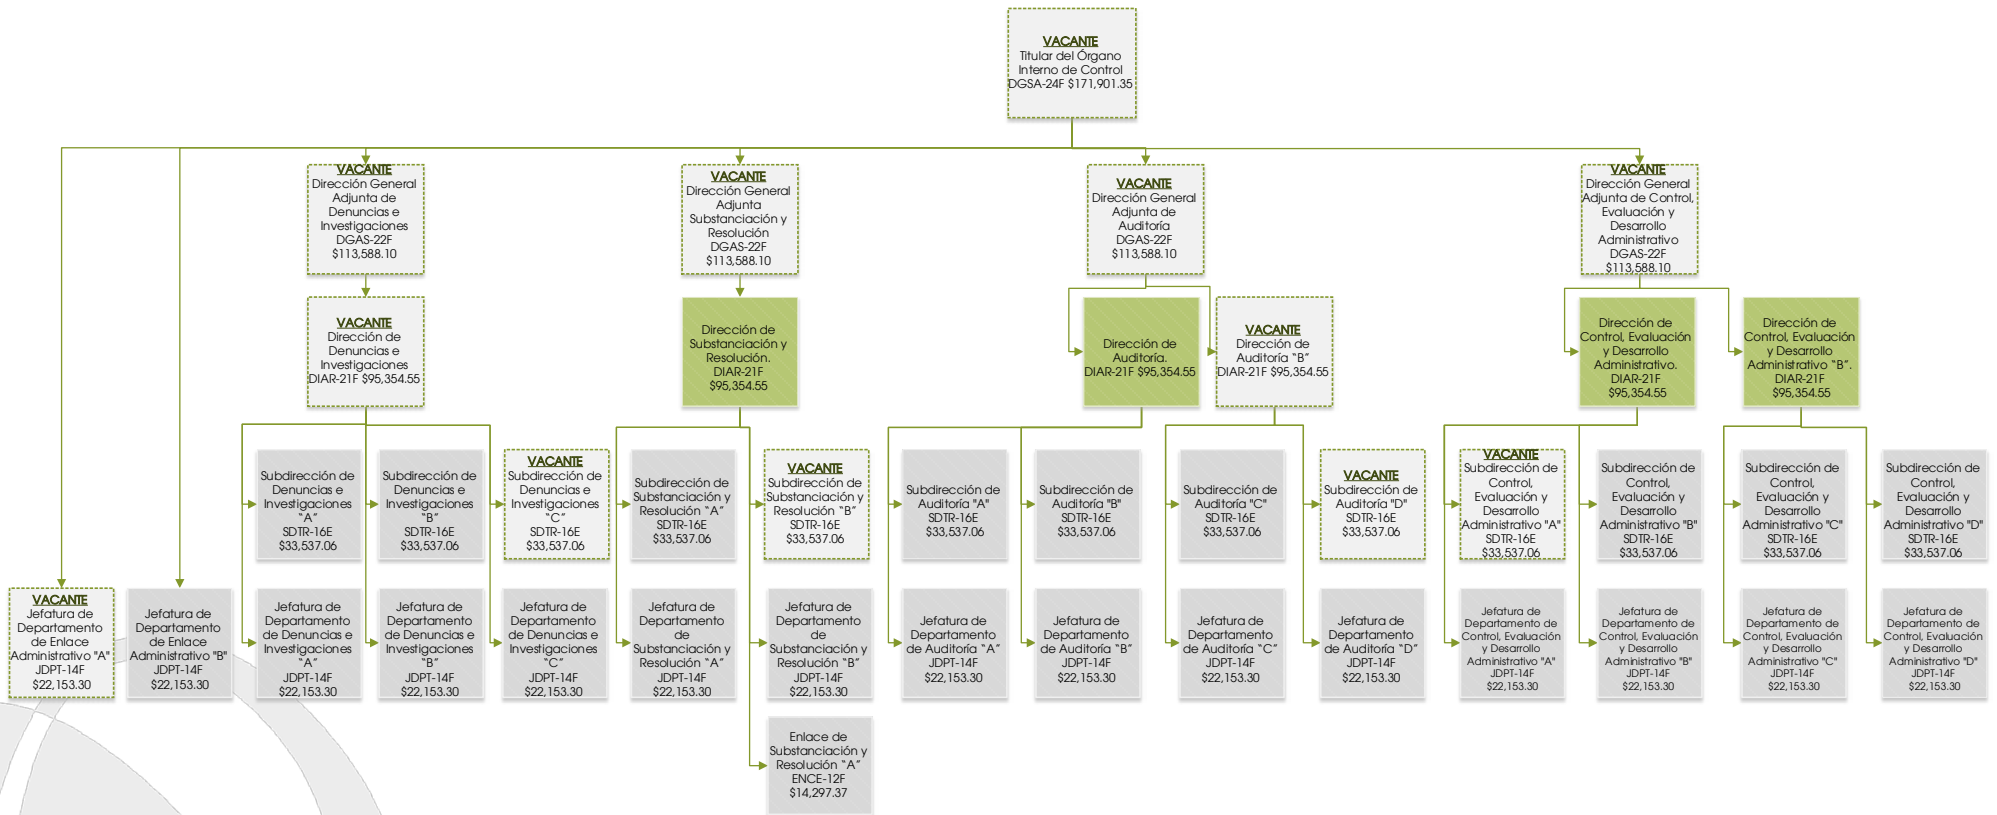 VACANTE
Titular del Órgano
Interno de Control
DGSA-24F $171,901.35
VACANTE
Dirección General
Adjunta de
Denuncias e
Investigaciones
DGAS-22F
$113,588.10
VACANTE
Dirección General
Adjunta
Substanciación y
Resolución
DGAS-22F
$113,588.10
VACANTE
Dirección General
Adjunta de
Auditoría
DGAS-22F
$113,588.10
VACANTE
Dirección General
Adjunta de Control,
Evaluación y
Desarrollo
Administrativo
DGAS-22F
$113,588.10
VACANTE
Dirección de
Denuncias e
Investigaciones
DIAR-21F $95,354.55
Dirección de
Substanciación y
Resolución.
DIAR-21F
$95,354.55
Dirección de
Auditoría.
DIAR-21F $95,354.55
VACANTE
Dirección de
Auditoría “B”
DIAR-21F $95,354.55
Dirección de
Control, Evaluación
y Desarrollo
Administrativo.
DIAR-21F
$95,354.55
Dirección de
Control, Evaluación
y Desarrollo
Administrativo “B”.
DIAR-21F
$95,354.55
Subdirección de
Denuncias e
Investigaciones
“A”
SDTR-16E
$33,537.06
Subdirección de
Denuncias e
Investigaciones
“B”
SDTR-16E
$33,537.06
VACANTE
Subdirección de
Denuncias e
Investigaciones
“C”
SDTR-16E
$33,537.06
Subdirección de
Substanciación y
Resolución “A”
SDTR-16E
$33,537.06
VACANTE
Subdirección de
Substanciación y
Resolución “B”
SDTR-16E
$33,537.06
Subdirección de
Auditoría "A"
SDTR-16E
$33,537.06
Subdirección de
Auditoría "B"
SDTR-16E
$33,537.06
Subdirección de
Auditoría "C"
SDTR-16E
$33,537.06
VACANTE
Subdirección de
Auditoría "D"
SDTR-16E
$33,537.06
VACANTE
Subdirección de
Control,
Evaluación y
Desarrollo
Administrativo "A"
SDTR-16E
$33,537.06
Subdirección de
Control,
Evaluación y
Desarrollo
Administrativo "B"
SDTR-16E
$33,537.06
Subdirección de
Control,
Evaluación y
Desarrollo
Administrativo "C"
SDTR-16E
$33,537.06
Subdirección de
Control,
Evaluación y
Desarrollo
Administrativo "D"
SDTR-16E
$33,537.06
VACANTE
Jefatura de
Departamento
de Enlace
Administrativo "A"
JDPT-14F
$22,153.30
Jefatura de
Departamento
de Enlace
Administrativo "B"
JDPT-14F
$22,153.30
Jefatura de
Departamento
de Denuncias e
Investigaciones
“A”
JDPT-14F
$22,153.30
Jefatura de
Departamento
de Denuncias e
Investigaciones
“B”
JDPT-14F
$22,153.30
Jefatura de
Departamento
de Denuncias e
Investigaciones
“C”
JDPT-14F
$22,153.30
Jefatura de
Departamento
de
Substanciación y
Resolución “A”
JDPT-14F
$22,153.30
Jefatura de
Departamento
de
Substanciación y
Resolución “B”
JDPT-14F
$22,153.30
Jefatura de
Departamento
de Auditoría “A”
JDPT-14F
$22,153.30
Jefatura de
Departamento
de Auditoría “B”
JDPT-14F
$22,153.30
Jefatura de
Departamento
de Auditoría “C”
JDPT-14F
$22,153.30
Jefatura de
Departamento
de Auditoría “D”
JDPT-14F
$22,153.30
Jefatura de
Departamento de
Control, Evaluación
y Desarrollo
Administrativo "A"
JDPT-14F
$22,153.30
Jefatura de
Departamento de
Control, Evaluación
y Desarrollo
Administrativo "B"
JDPT-14F
$22,153.30
Jefatura de
Departamento de
Control, Evaluación
y Desarrollo
Administrativo "C"
JDPT-14F
$22,153.30
Jefatura de
Departamento de
Control, Evaluación
y Desarrollo
Administrativo "D"
JDPT-14F
$22,153.30
Enlace de
Substanciación y
Resolución “A”
ENCE-12F
$14,297.37